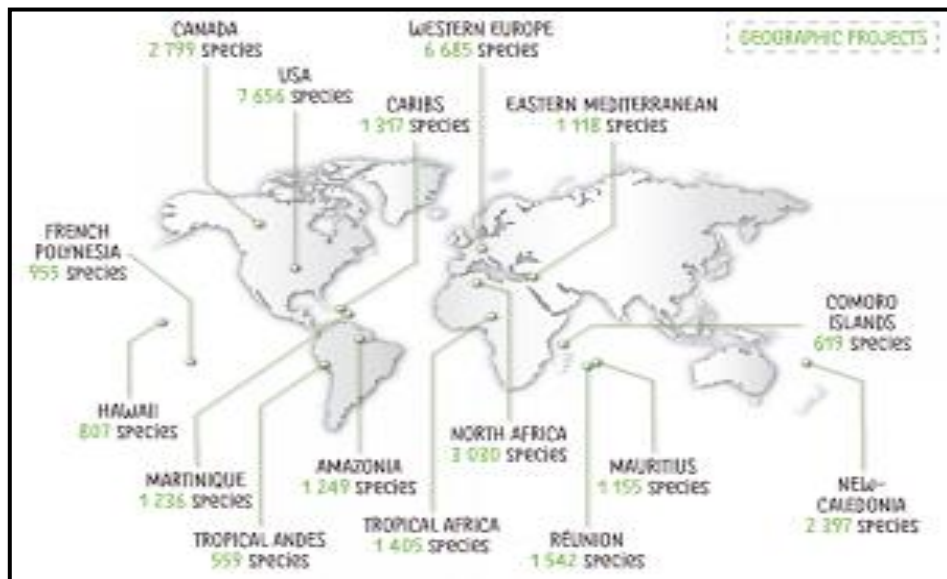 CANADA
2 799 species
WESTERN EUROPE
6 685 species
GEOGRAPHIC PROJECTS
USA
7 656 species
CARIBS
1 317 species
EASTERN MEDITERRANEAN
1 118 species
FRENCH
POLYNESIA
955 species
COMORO
ISLANDS
619 species
HAWAII
807 species
NORTH AFRICA
3 030 species
MARTINIQUE
1 236 species
AMAZONIA
1 249 species
MAURITIUS
1 155 species
NEW-
CALEDONIA
2 397 species
TROPICAL ANDES
559 species
TROPICAL AFRICA
1 405 species
RÉUNION
1 542 species